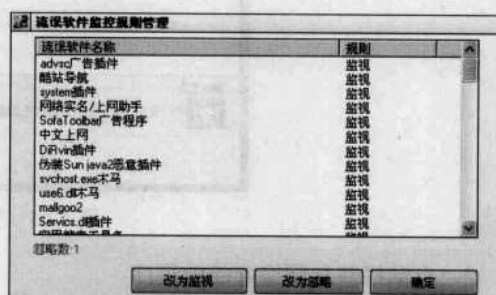 流氓软件监控规则管理
流氓软件名称 规则
advsc广告插件 监视
酷站导航 监视
system插件 监视
网络实名/上网助手 监视
SofaToolbar广告程序 监视
中文上网 监视
DiRvin插件 监视
伪装Sun java2恶意插件 监视
svchost.exe木马 监视
use6.dll木马 监视
mallgoo2 监视
Servics.dll插件 监视
忽略数:1
改为监视 改为忽略 确定